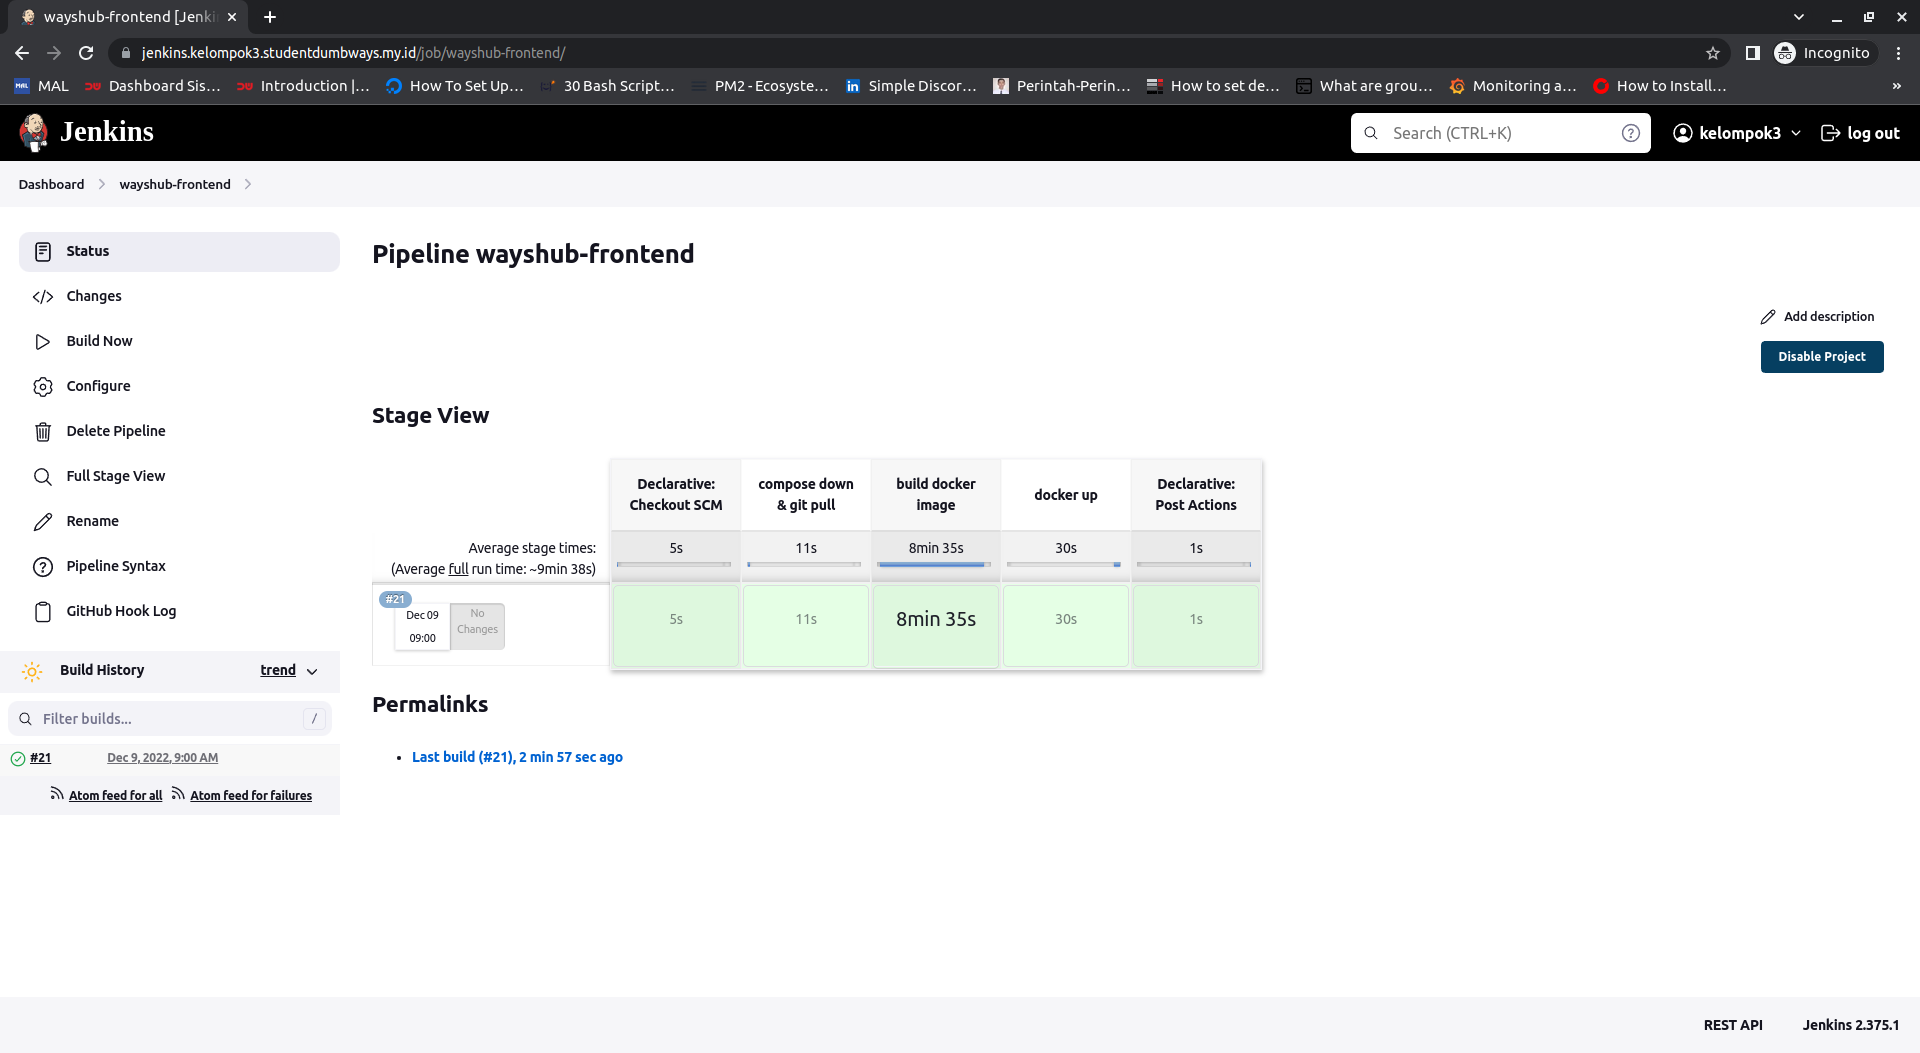 wayshub-frontend [Jenki
jenkins.kelompok3.studentdumbways.my.id/job/wayshub-frontend/
Incognito
MAL
MAL
Dashboard Sis...
Introduction |...
How To Set Up...
30 Bash Script...
PM2 - Ecosyste...
in
Simple Discor...
Perintah-Perin...
How to set de...
What are grou...
Monitoring a...
How to Install...
»
Jenkins
Search (CTRL+K)
?
kelompok3
log out
Dashboard
wayshub-frontend
Status
Changes
Build Now
Configure
Delete Pipeline
Full Stage View
Rename
Pipeline Syntax
GitHub Hook Log
Build History
trend
Filter builds...
/
#21
Dec 9, 2022, 9:00 AM
Atom feed for all
Atom feed for failures
Pipeline wayshub-frontend
Add description
Disable Project
Stage View
Declarative:
Checkout SCM
compose down
& git pull
build docker
image
docker up
Declarative:
Post Actions
Average stage times:
(Average full run time: ~9min 38s)
5s
11s
8min 35s
30s
1s
#21
Dec 09
09:00
No
Changes
5s
11s
8min 35s
30s
1s
Permalinks
• Last build (#21), 2 min 57 sec ago
REST API
Jenkins 2.375.1